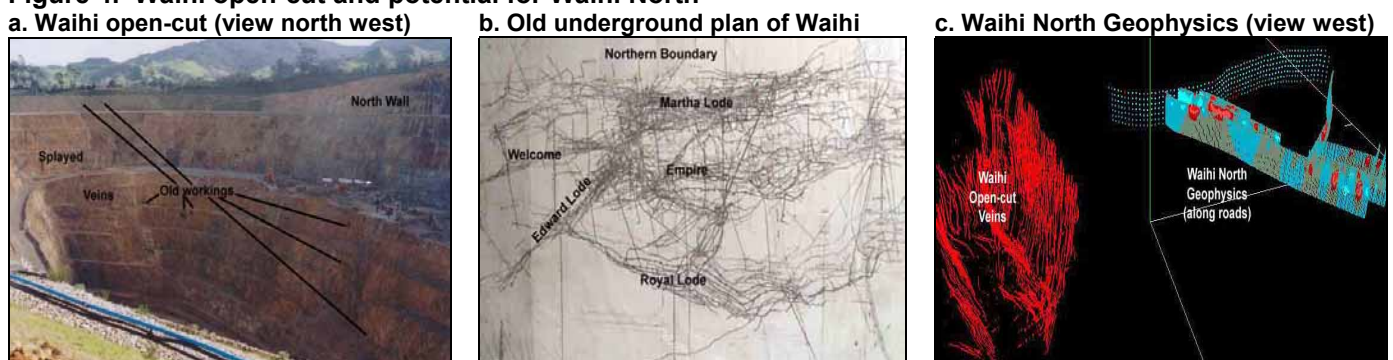 Figure 4. Waihi open-cut and potential for Waihi North
a. Waihi open-cut (view north west)
b. Old underground plan of Waihi
c. Waihi North Geophysics (view west)
North Wall
Splayed
Veins
Old workings
Northern Boundary
Martha Lode
Welcome
Empire
Edward Lode
Royal Lode
Waihi
Open-cut
Veins
Waihi North
Geophysics
(along roads)